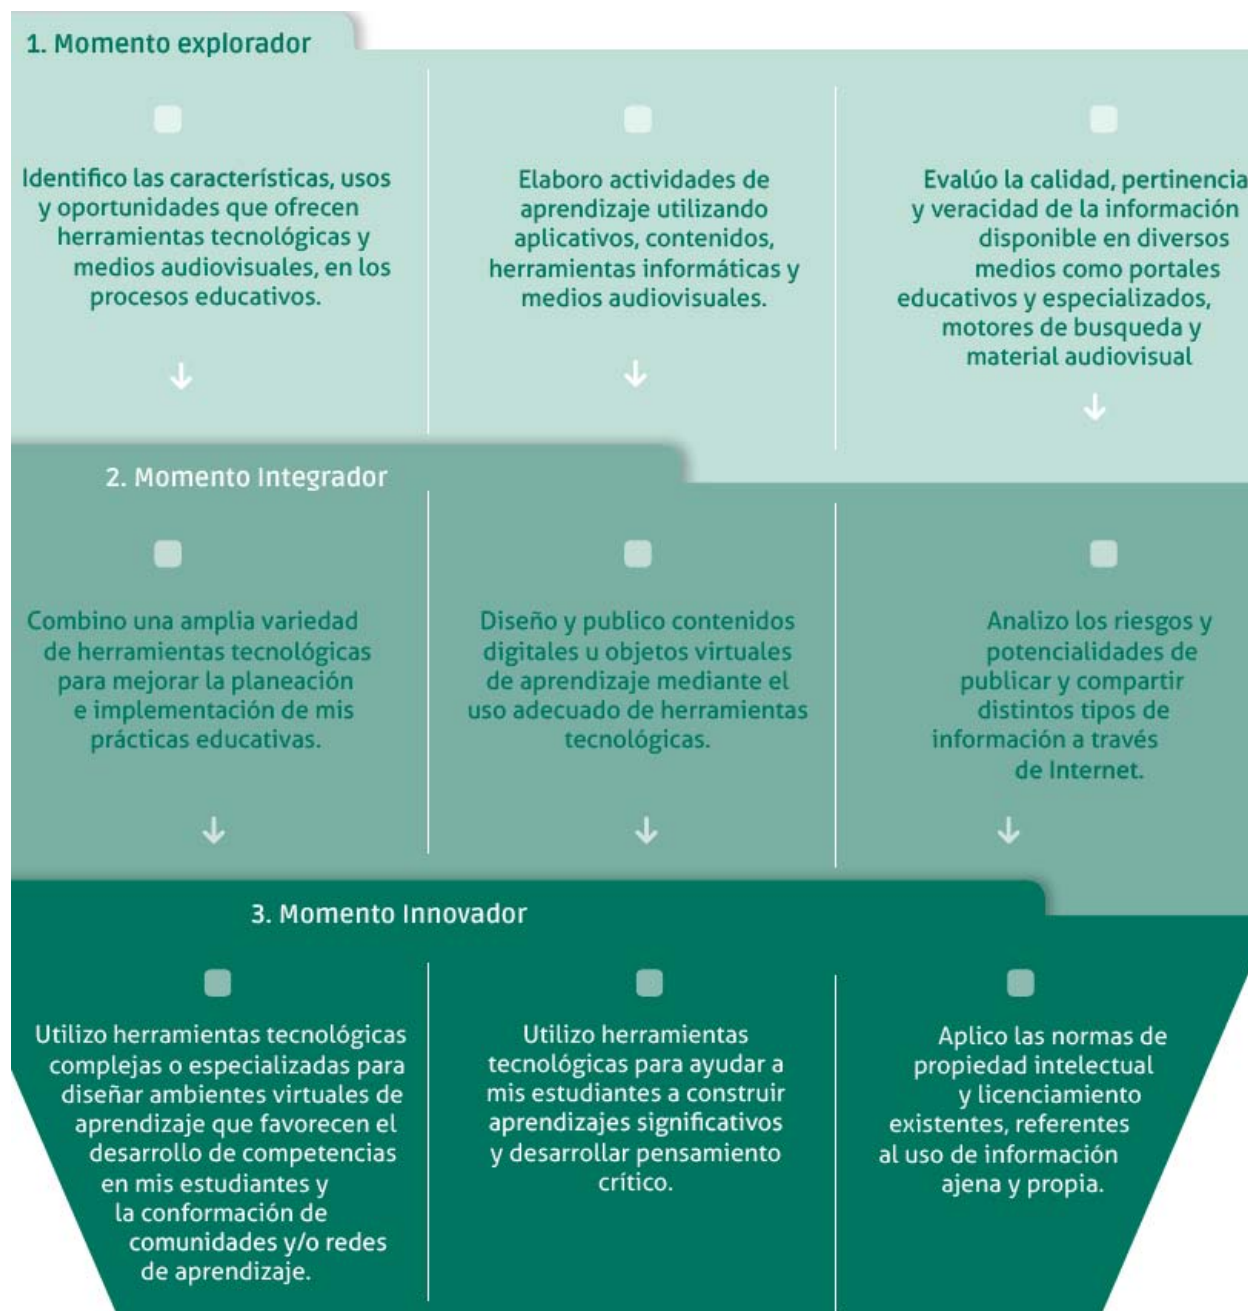 1. Momento explorador
Identifico las características, usos
y oportunidades que ofrecen
herramientas tecnológicas y
medios audiovisuales, en los
procesos educativos.
Elaboro actividades de
aprendizaje utilizando
aplicativos, contenidos,
herramientas informáticas y
medios audiovisuales.
Evalúo la calidad, pertinencia
y veracidad de la información
disponible en diversos
medios como portales
educativos y especializados,
motores de busqueda y
material audiovisual
2. Momento Integrador
Combino una amplia variedad
de herramientas tecnológicas
para mejorar la planeación
e implementación de mis
prácticas educativas.
Diseño y publico contenidos
digitales u objetos virtuales
de aprendizaje mediante el
uso adecuado de herramientas
tecnológicas.
Analizo los riesgos y
potencialidades de
publicar y compartir
distintos tipos de
información a través
de Internet.
3. Momento Innovador
Utilizo herramientas tecnológicas
complejas o especializadas para
diseñar ambientes virtuales de
aprendizaje que favorecen el
desarrollo de competencias
en mis estudiantes y
la conformación de
comunidades y/o redes
de aprendizaje.
Utilizo herramientas
tecnológicas para ayudar a
mis estudiantes a construir
aprendizajes significativos
y desarrollar pensamiento
crítico.
Aplico las normas de
propiedad intelectual
y licenciamiento
existentes, referentes
al uso de información
ajena y propia.